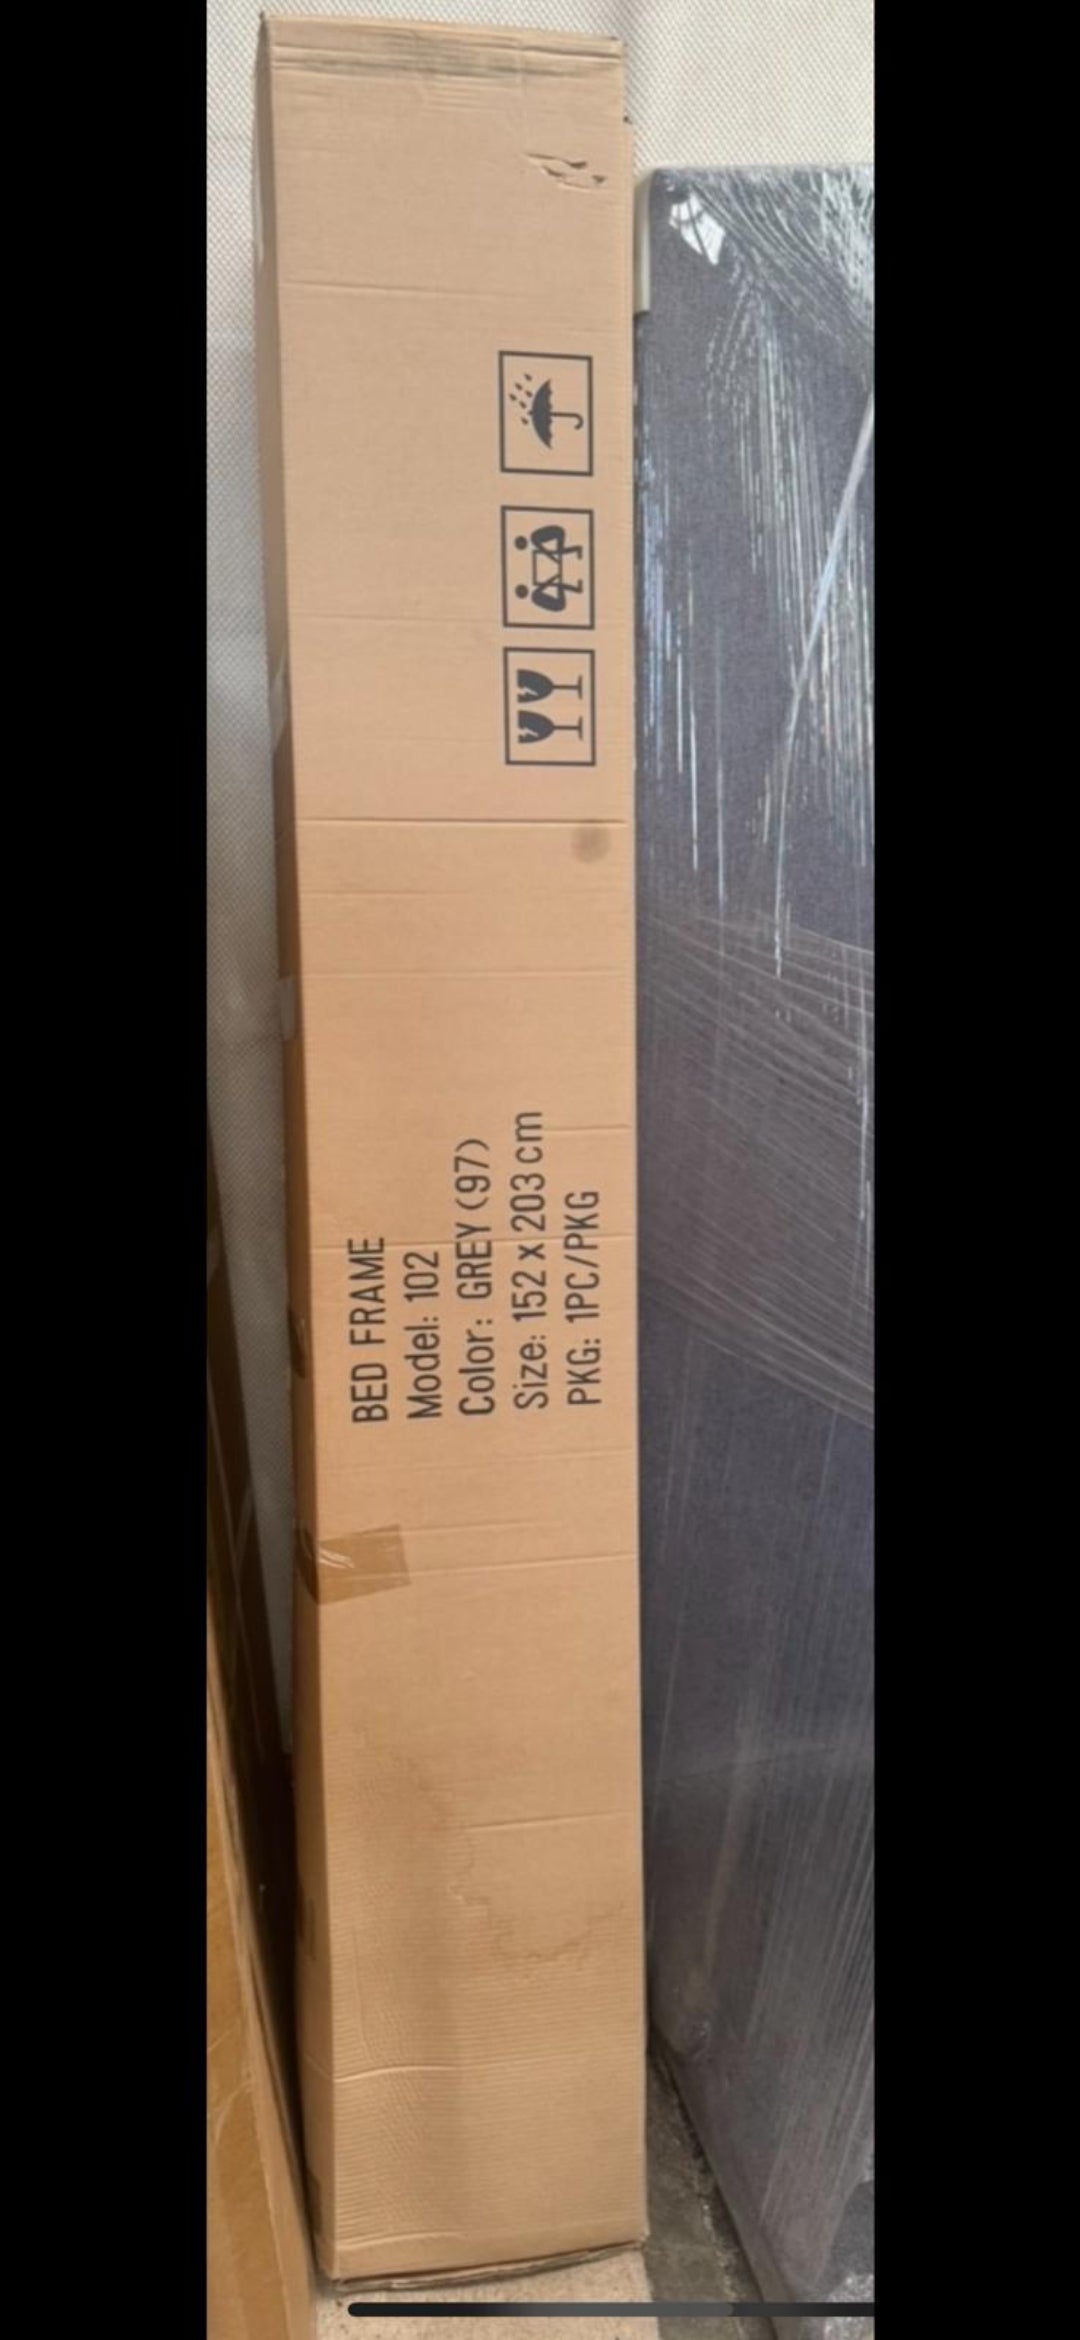 BED FRAME
Model: 102
Color: GREY (97)
Size: 152 x 203 cm
PKG: 1PC/PKG